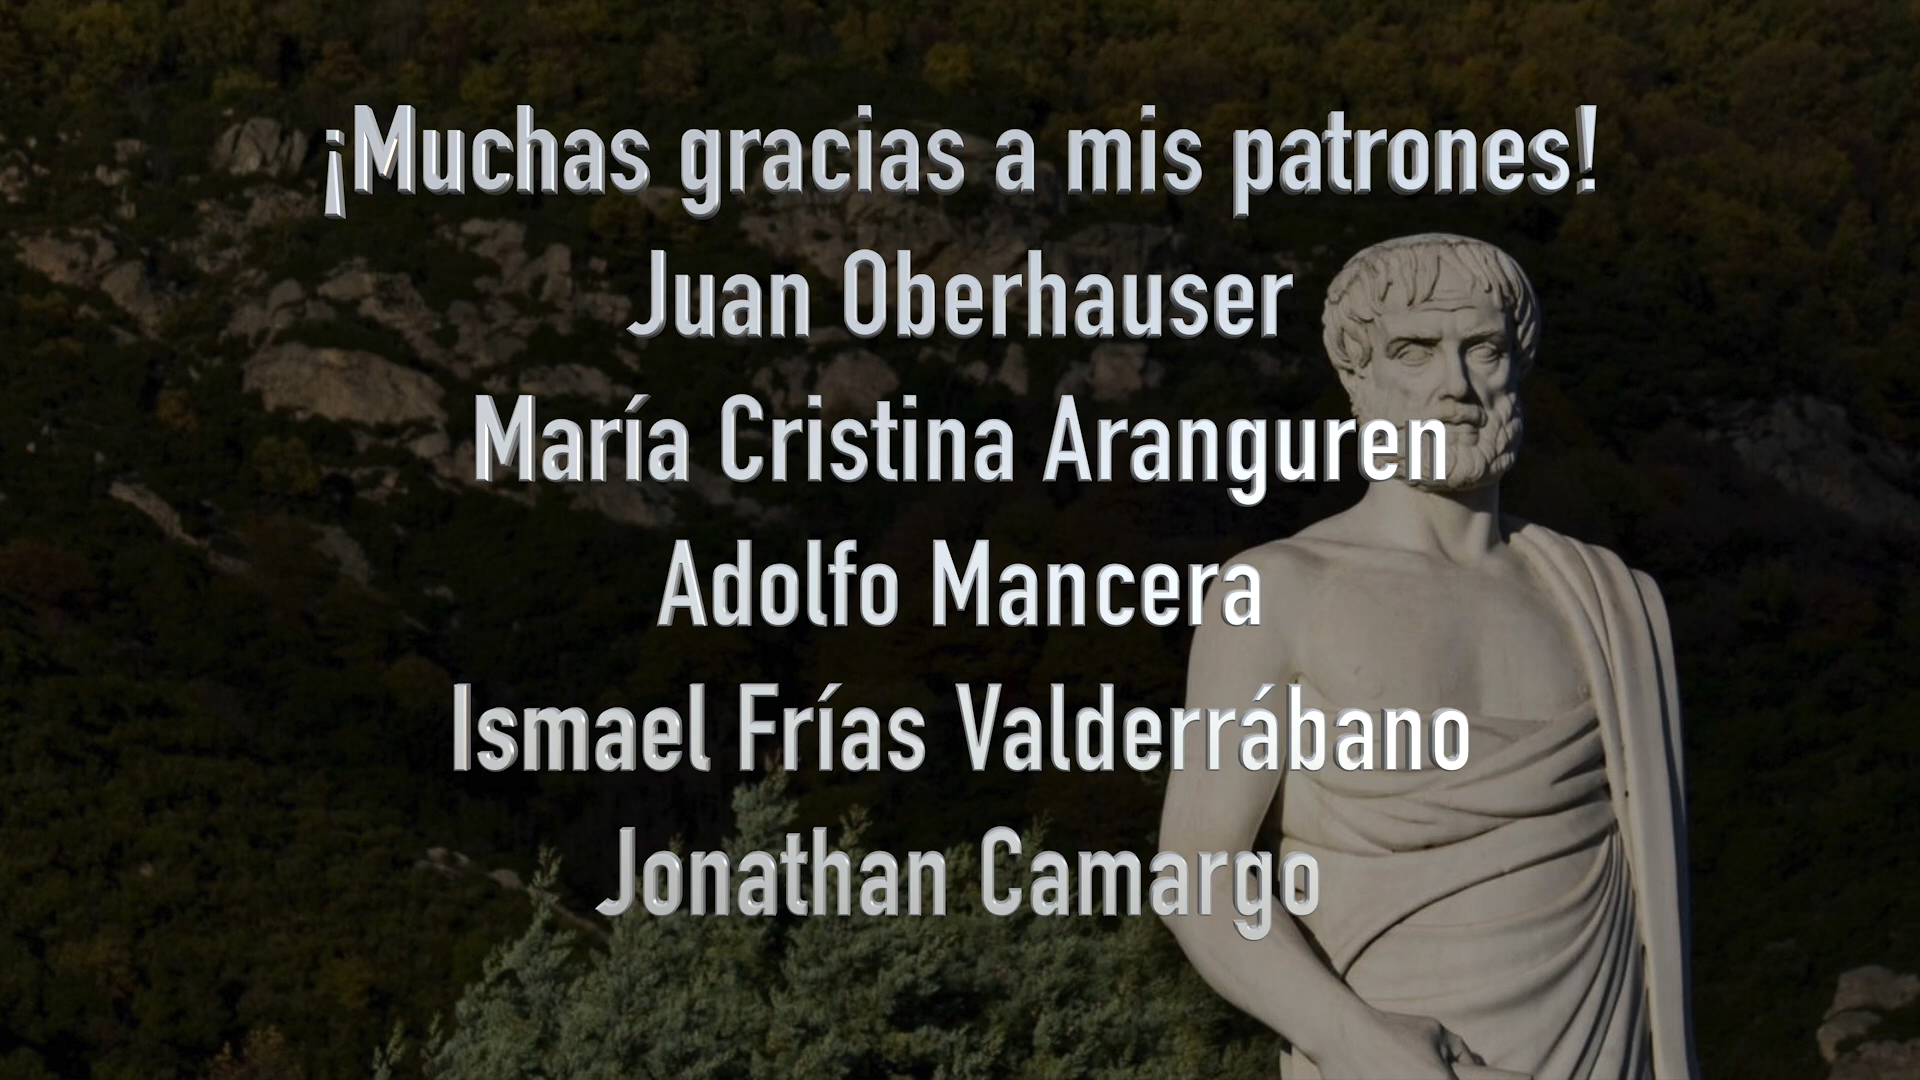 ¡Muchas gracias a mis patrones!
Juan Oberhauser
María Cristina Aranguren
Adolfo Mancera
Ismael Frías Valderrábano
Jonathan Camargo